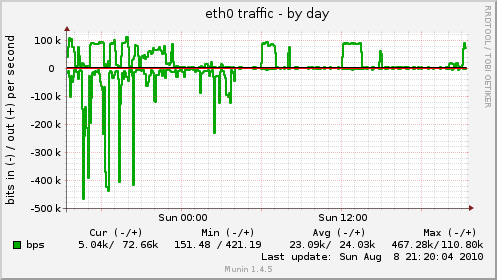 eth0 traffic - by day
bits in (-) / out (+) per second
100 k
0
-100 k
-200 k
-300 k
-400 k
-500 k
Sun 00:00
Sun 12:00
RRDTOOL / TOBI OETIKER
Cur (-/+) Min (-/+) Avg (-/+) Max (-/+)
bps 5.04k/ 72.66k 151.48 /421.19 23.09k/ 24.03k 467.28k/110.80k
Last update: Sun Aug 8 21:20:04 2010
Munin 1.4.5